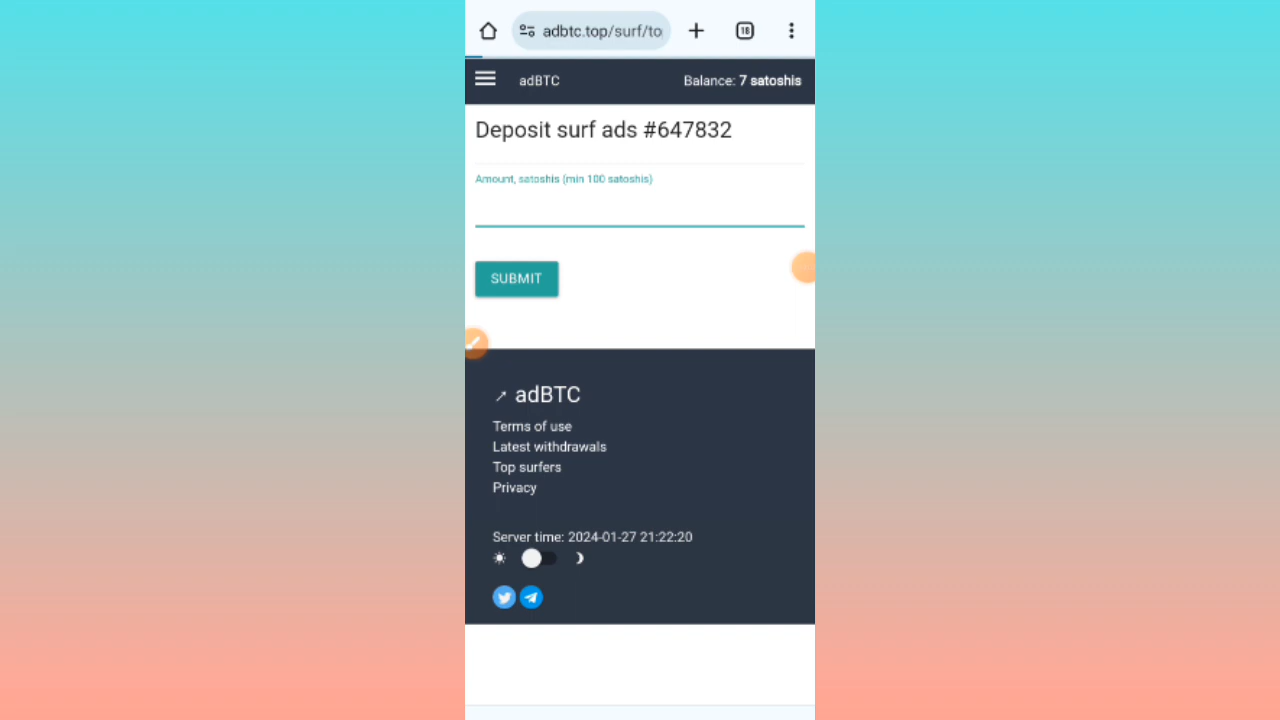 adbtc.top/surf/to
18
adBTC
Balance: 7 satoshis
Deposit surf ads #647832
Amount, satoshis (min 100 satoshis)
SUBMIT
adBTC
Terms of use
Latest withdrawals
Top surfers
Privacy
Server time: 2024-01-27 21:22:20